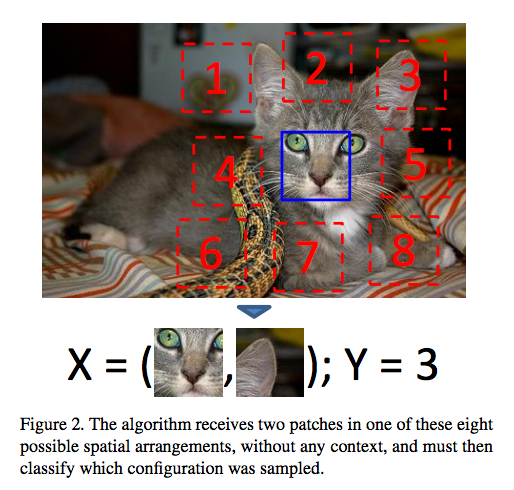 1 2 3
4 5
6 7 8
X = ( , ); Y = 3
Figure 2. The algorithm receives two patches in one of these eight
possible spatial arrangements, without any context, and must then
classify which configuration was sampled.